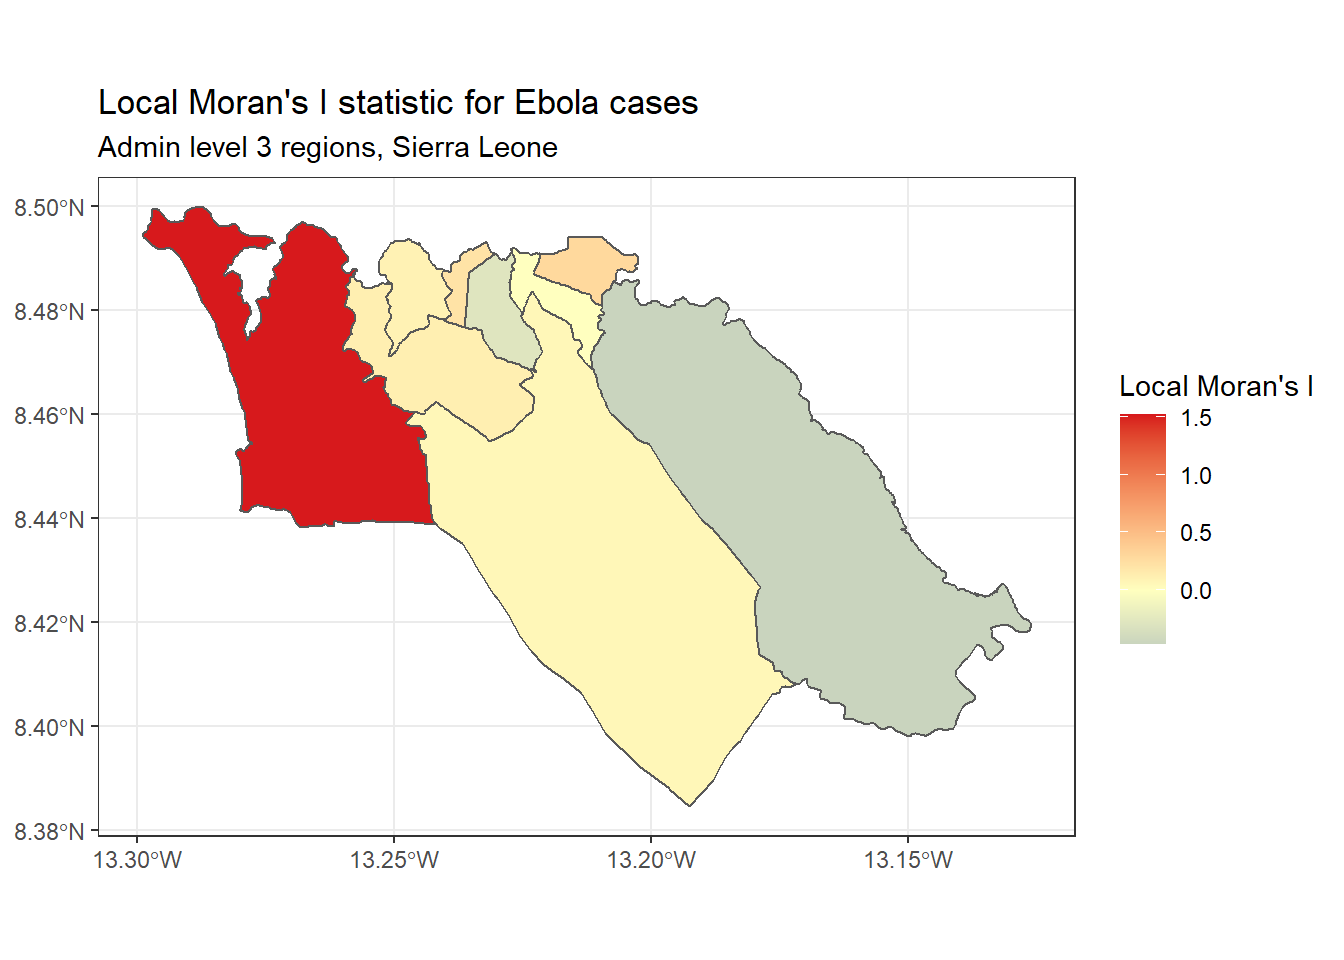 Local Moran's I statistic for Ebola cases
Admin level 3 regions, Sierra Leone
8.50°N
8.48°N
8.46°N
8.44°N
8.42°N
8.40°N
8.38°N
13.30°W
13.25°W
13.20°W
13.15°W
Local Moran's I
1.5
1.0
0.5
0.0